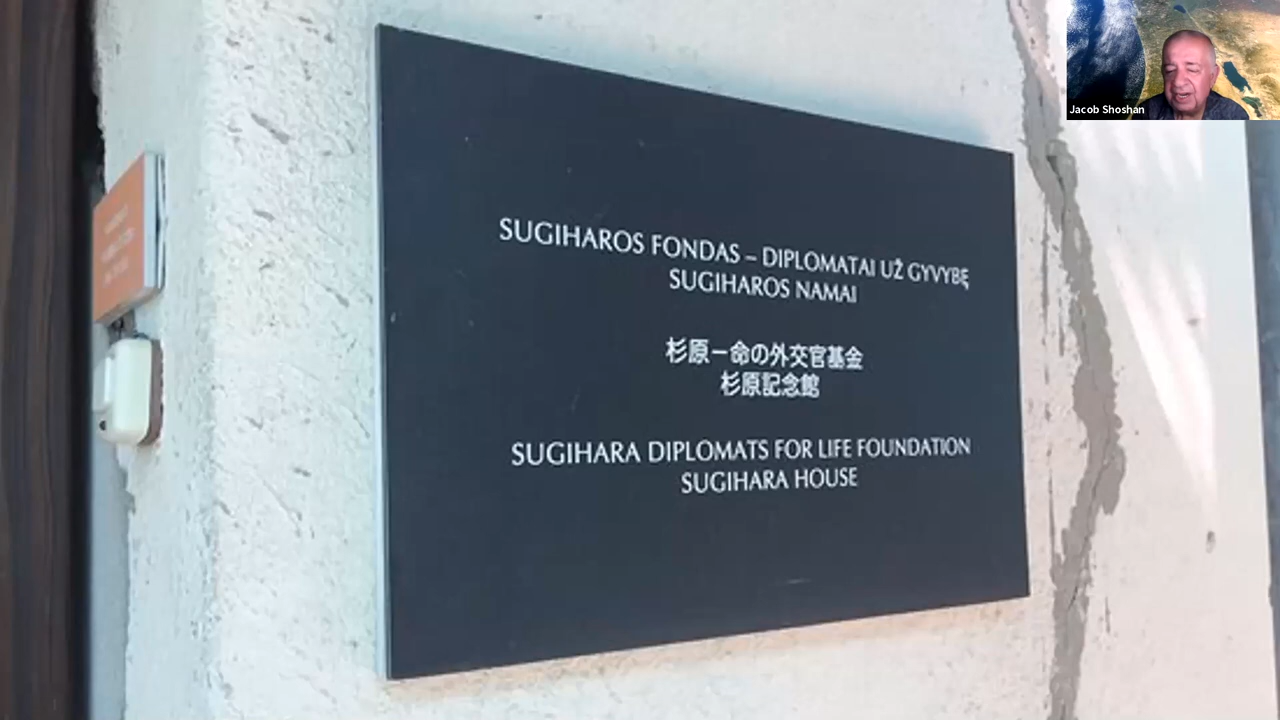 Jacob Shoshan
SUGIHAROS FONDAS – DIPLOMATAI UŽ GYVYBĘ
SUGIHAROS NAMAI
杉原－命の外交官基金
杉原記念館
SUGIHARA DIPLOMATS FOR LIFE FOUNDATION
SUGIHARA HOUSE